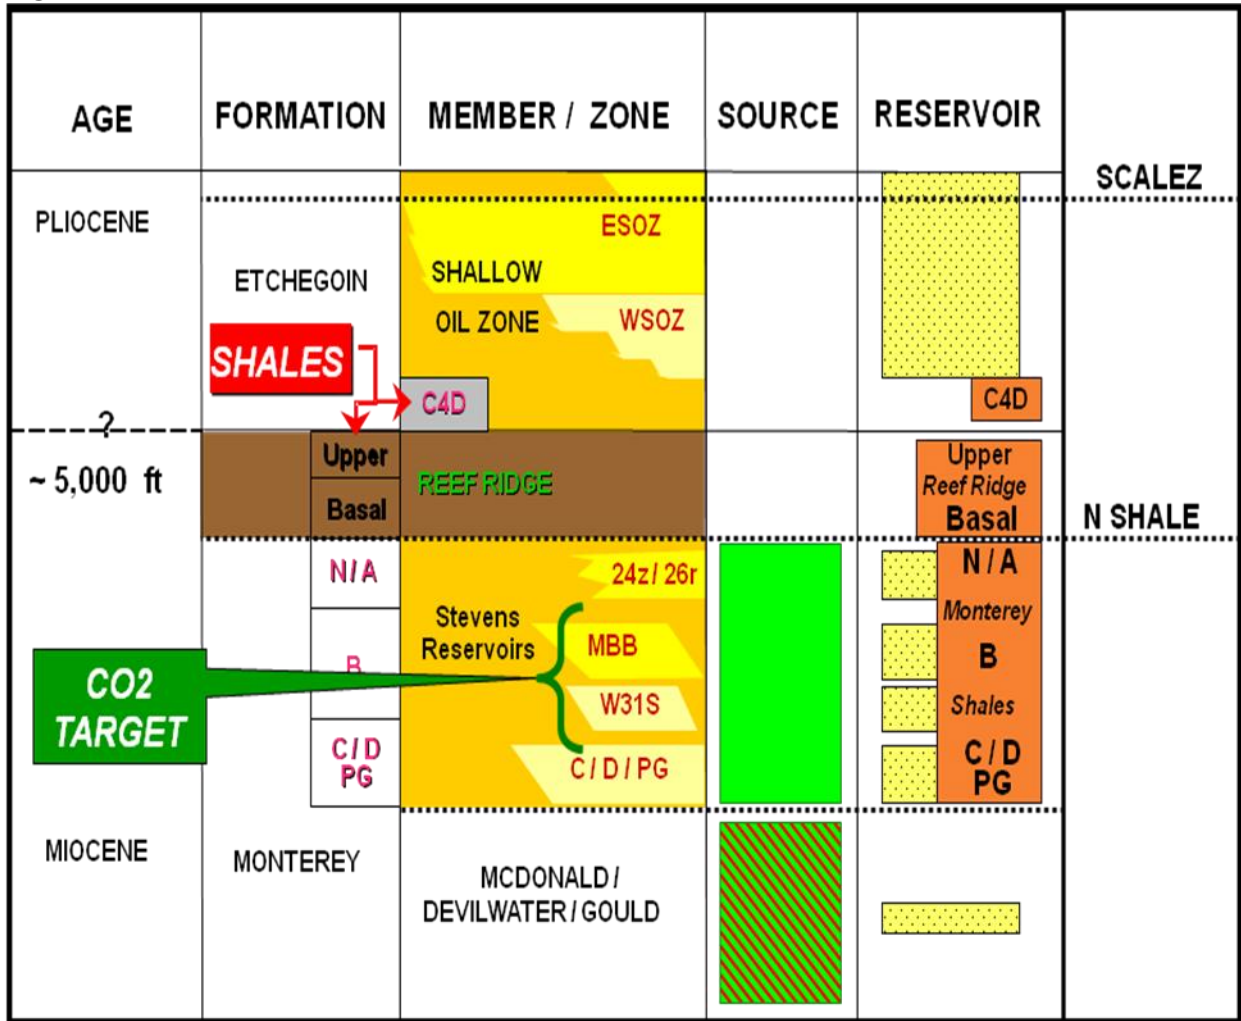 AGE
FORMATION
MEMBER / ZONE
SOURCE
RESERVOIR
SCALEZ
PLIOCENE
ESOZ
ETCHEGOIN
SHALLOW
OIL ZONE
WSOZ
SHALES
C4D
C4D
?
~ 5,000 ft
Upper
Basal
REEF RIDGE
Upper
Reef Ridge
Basal
N SHALE
N / A
24z / 26r
N / A
Stevens
Reservoirs
Monterey
B
MBB
B
CO2
TARGET
W31S
Shales
C / D
PG
C / D / PG
C / D
PG
MIOCENE
MONTEREY
MCDONALD /
DEVILWATER / GOULD